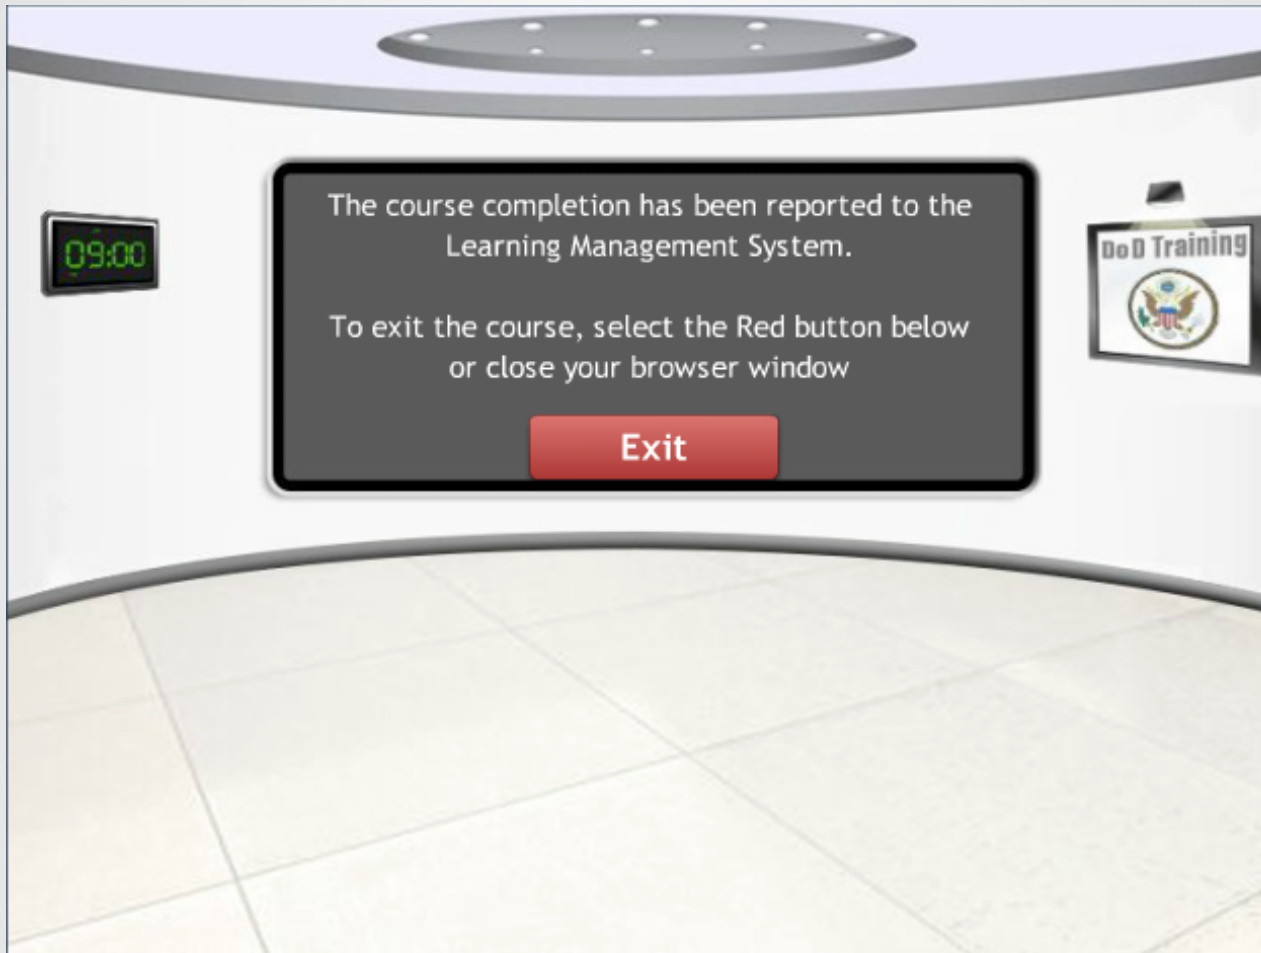 The course completion has been reported to the
Learning Management System.
09:00
DoD Training
To exit the course, select the Red button below
or close your browser window
Exit